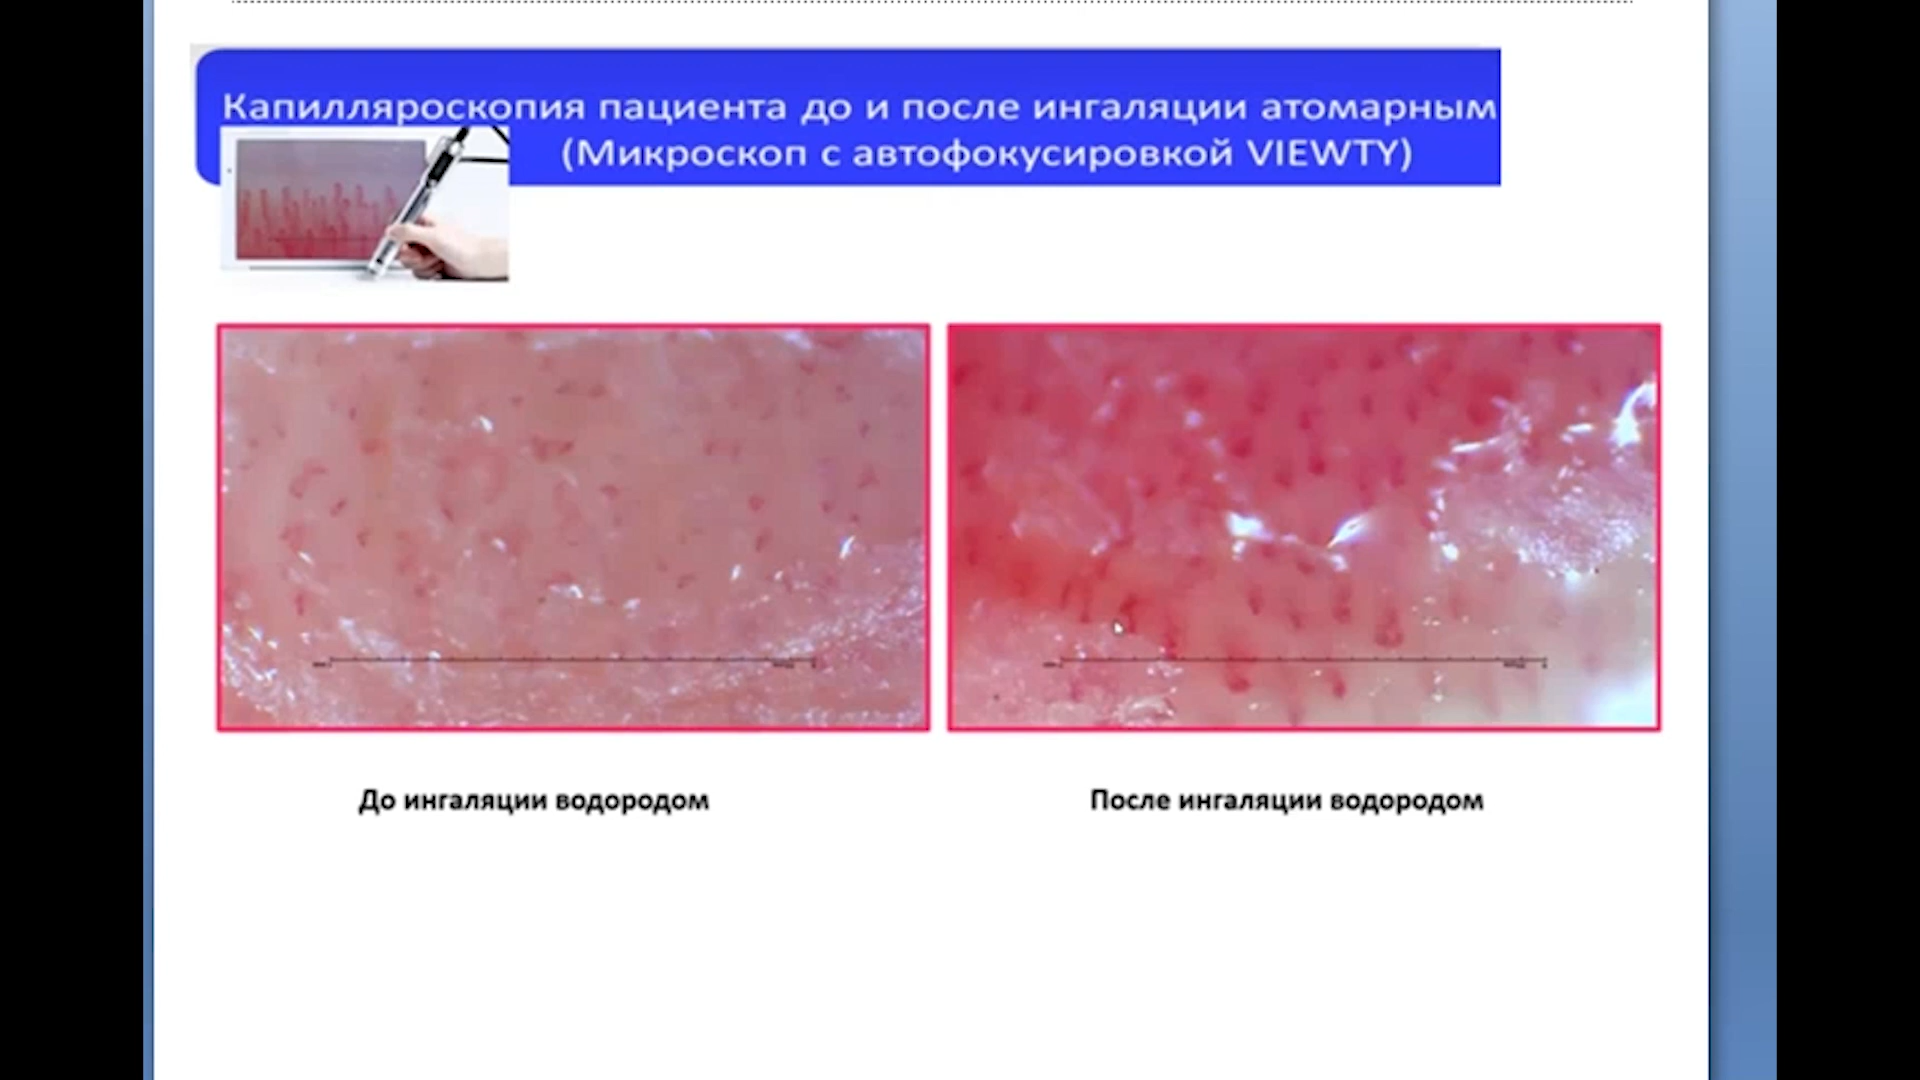 Капилляроскопия пациента до и после ингаляции атомарным
(Микроскоп с автофокусировкой VIEWTY)
До ингаляции водородом
После ингаляции водородом